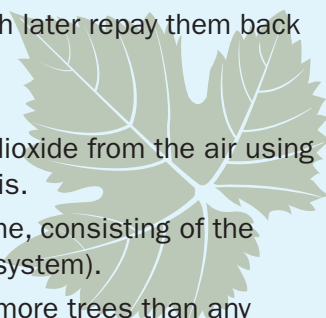 h later repay them back
lioxide from the air using
is.
ne, consisting of the
system).
more trees than any